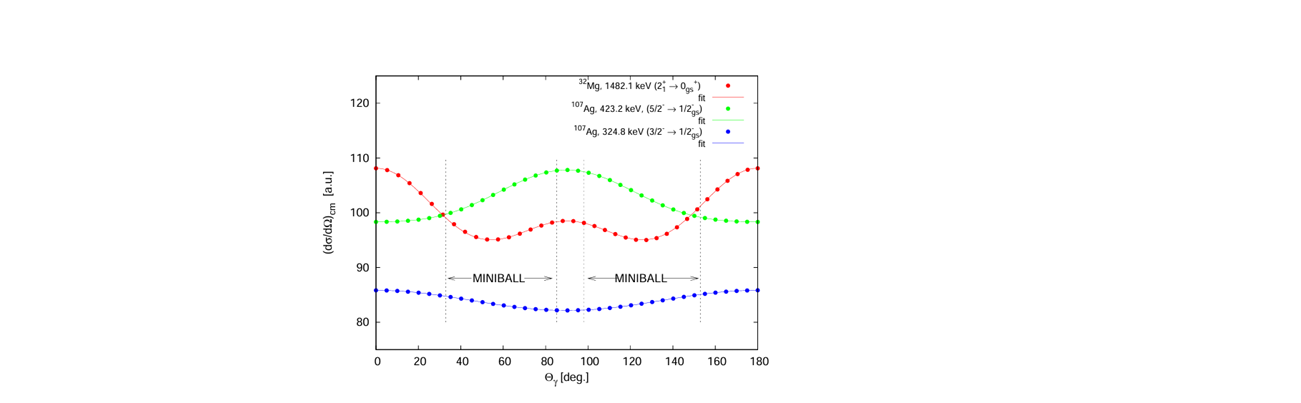 ³²Mg, 1482.1 keV (2₁⁺ → 0gs⁺)
fit
¹⁰⁷Ag, 423.2 keV, (5/2⁻ → 1/2gs⁻)
fit
¹⁰⁷Ag, 324.8 keV (3/2⁻ → 1/2gs⁻)
fit
120
110
100
90
80
(dσ/dΩ)cm [a.u.]
MINIBALL MINIBALL
0 20 40 60 80 100 120 140 160 180
Θγ [deg.]